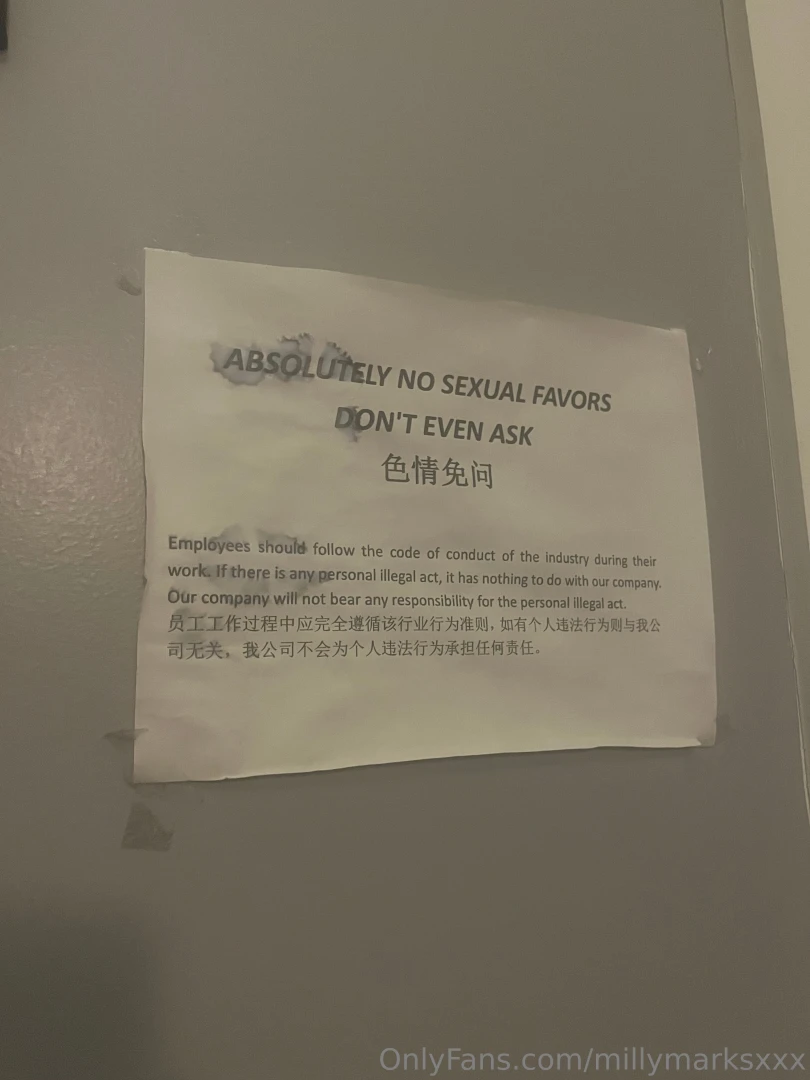 ABSOLUTELY NO SEXUAL FAVORS
DON'T EVEN ASK
色情免问
Employees should follow the code of conduct of the industry during their
work. If there is any personal illegal act, it has nothing to do with our company.
Our company will not bear any responsibility for the personal illegal act.
员工工作过程中应完全遵循该行业行为准则, 如有个人违法行为则与我公
司无关，我公司不会为个人违法行为承担任何责任。
OnlyFans.com/millymarksxxx